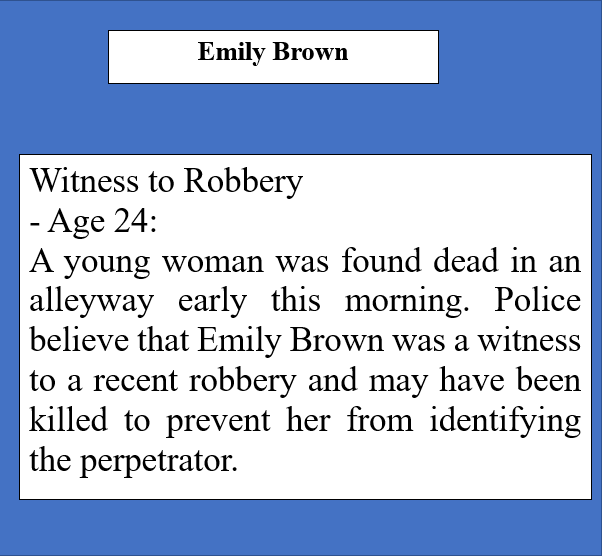 Emily Brown
Witness to Robbery
- Age 24:
A young woman was found dead in an
alleyway early this morning. Police
believe that Emily Brown was a witness
to a recent robbery and may have been
killed to prevent her from identifying
the perpetrator.